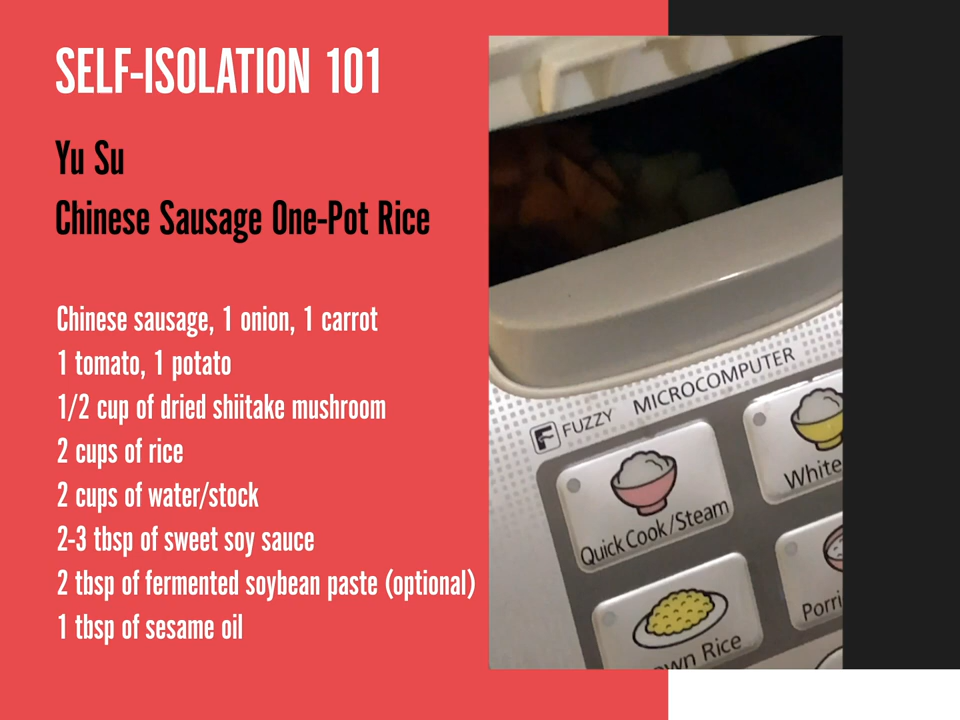 SELF-ISOLATION 101
Yu Su
Chinese Sausage One-Pot Rice
Chinese sausage, 1 onion, 1 carrot
1 tomato, 1 potato
1/2 cup of dried shiitake mushroom
2 cups of rice
2 cups of water/stock
2-3 tbsp of sweet soy sauce
2 tbsp of fermented soybean paste (optional)
1 tbsp of sesame oil
F FUZZY MICROCOMPUTER
Quick Cook/Steam
White
Rice